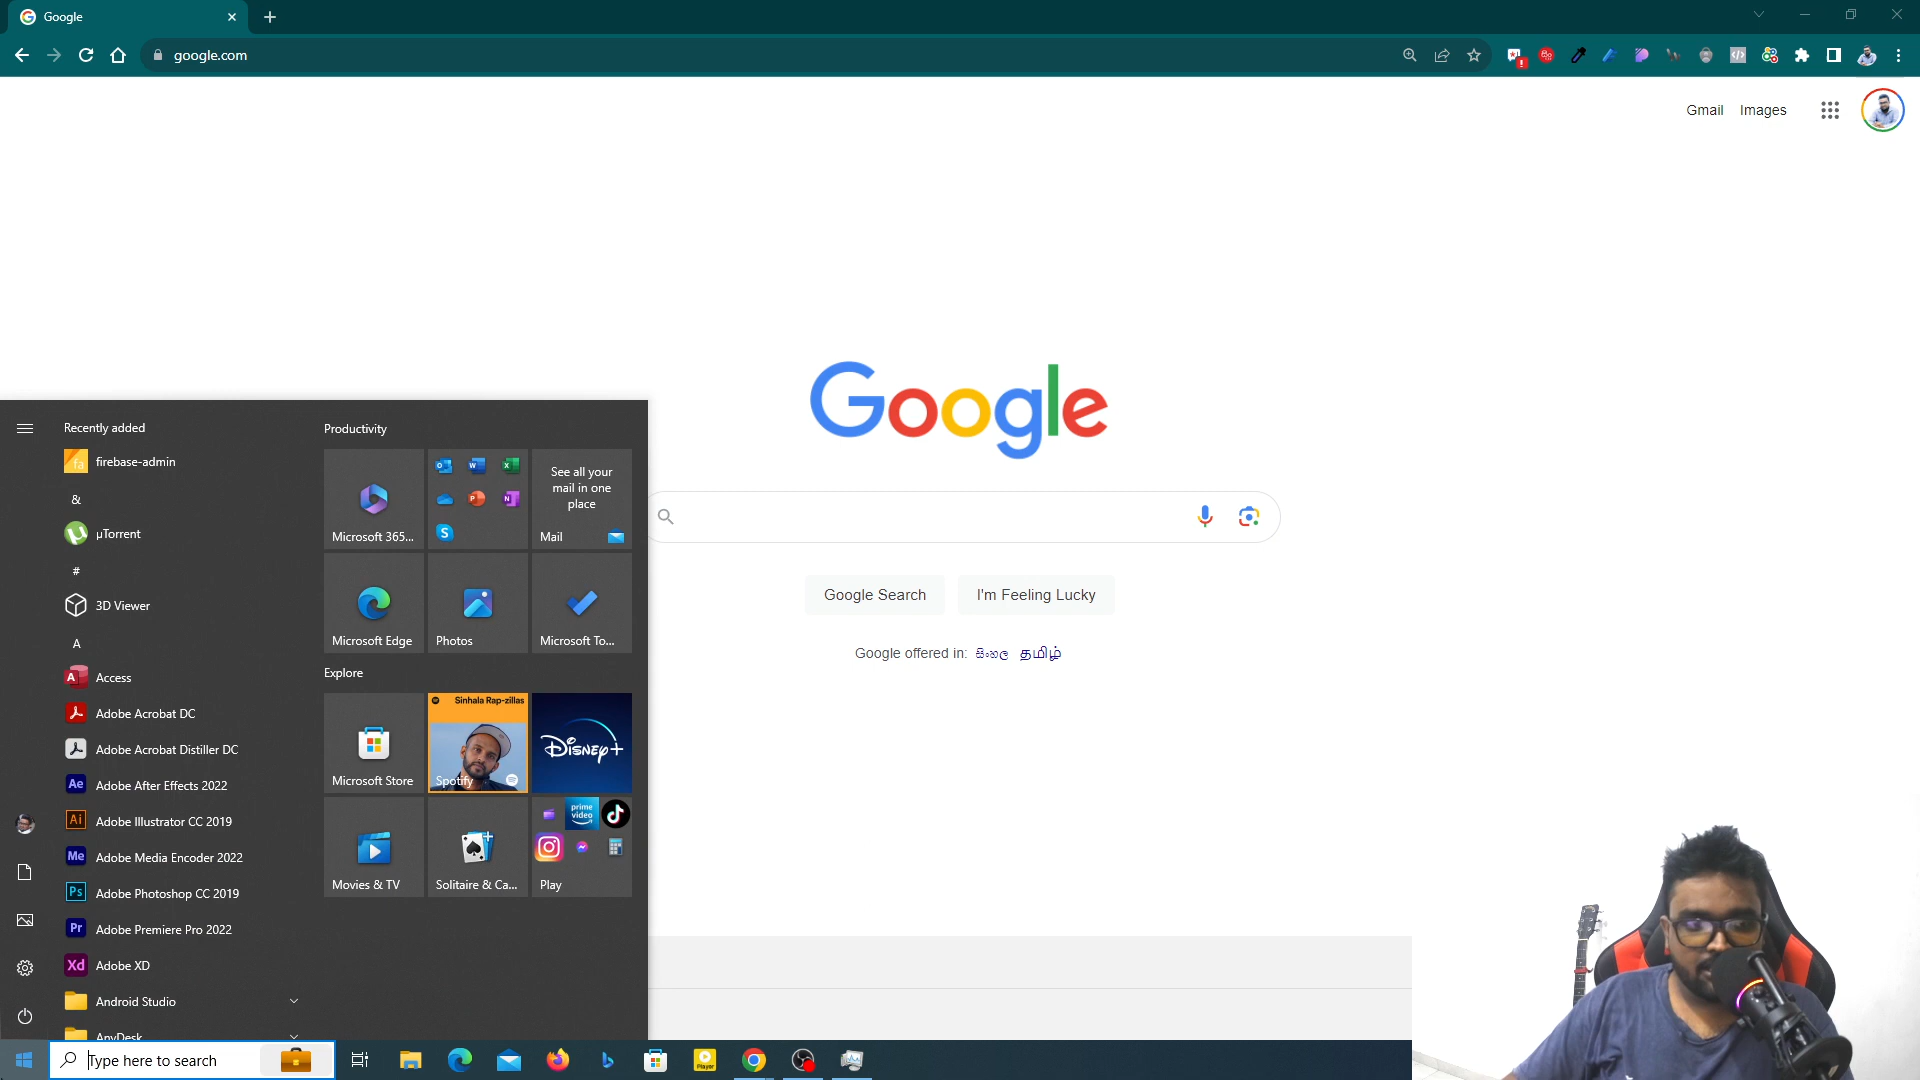 Google
google.com
Gmail Images
Google
Google Search I'm Feeling Lucky
Google offered in: සිංහල தமிழ்
Recently added
firebase-admin
&
µTorrent
#
3D Viewer
A
Access
Adobe Acrobat DC
Adobe Acrobat Distiller DC
Adobe After Effects 2022
Adobe Illustrator CC 2019
Adobe Media Encoder 2022
Adobe Photoshop CC 2019
Adobe Premiere Pro 2022
Adobe XD
Android Studio
AnyDesk
Productivity
Microsoft 365...
See all your
mail in one
place
Mail
Microsoft Edge
Photos
Microsoft To...
Explore
Microsoft Store
Sinhala Rap-zillas
Spotify
Disney+
Movies & TV
Solitaire & Ca...
prime
video
Play
Type here to search